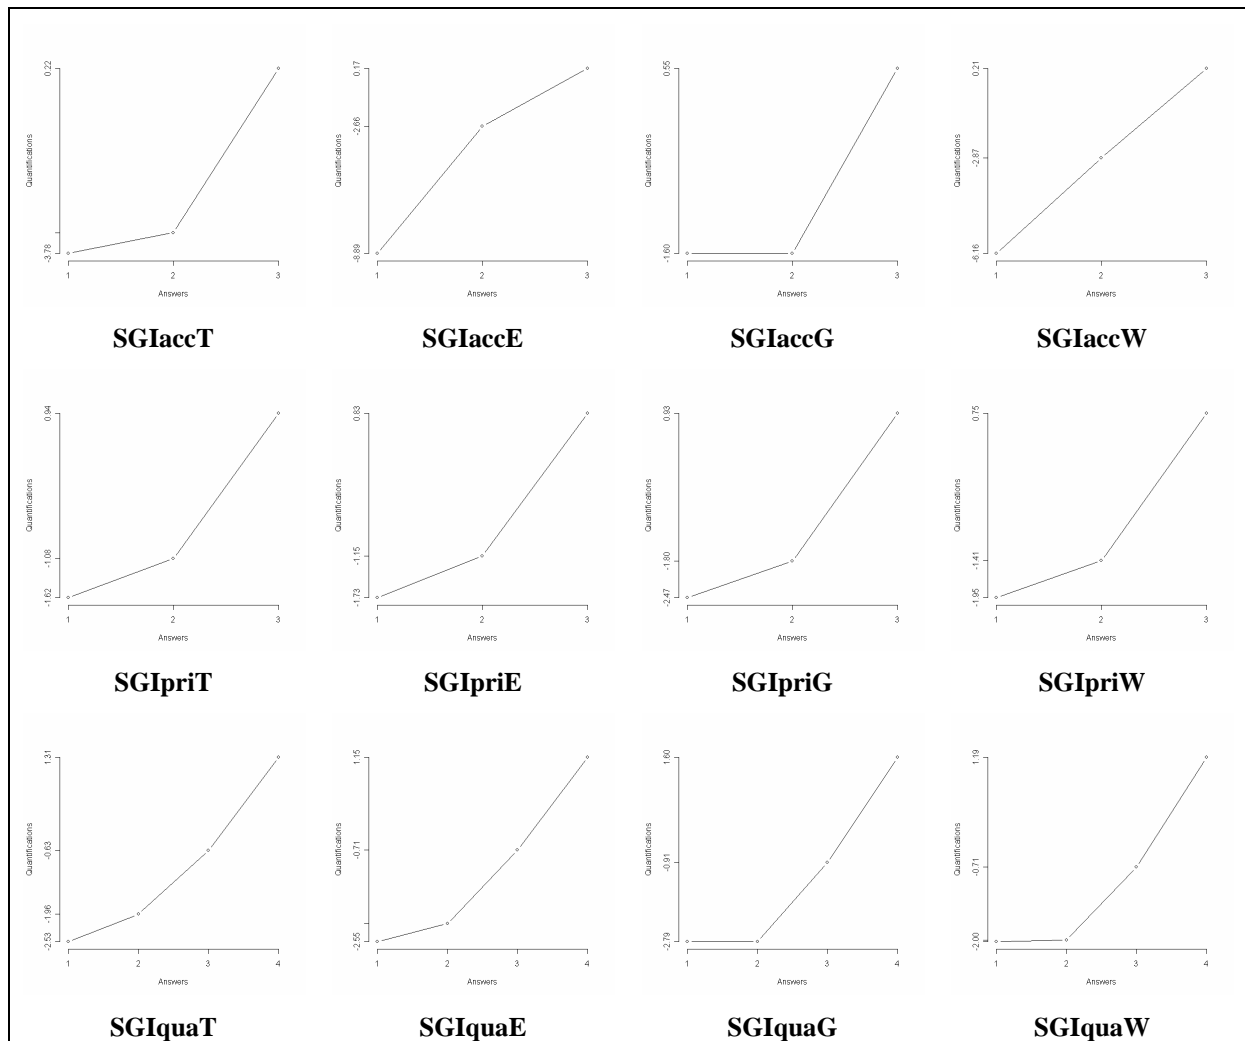 0.22
-3.78
Quantifications
1 2 3
Answers
0.17
-2.66
-8.89
Quantifications
1 2 3
Answers
0.55
-1.60
Quantifications
1 2 3
Answers
0.21
-2.87
-6.16
Quantifications
1 2 3
Answers
SGIaccT SGIaccE SGIaccG SGIaccW
0.94
-1.08
-1.62
Quantifications
1 2 3
Answers
0.83
-1.15
-1.73
Quantifications
1 2 3
Answers
0.93
-1.80
-2.47
Quantifications
1 2 3
Answers
0.75
-1.41
-1.95
Quantifications
1 2 3
Answers
SGIpriT SGIpriE SGIpriG SGIpriW
1.31
-0.63
-1.96
-2.53
Quantifications
1 2 3 4
Answers
1.15
-0.71
-2.55
Quantifications
1 2 3 4
Answers
1.60
-0.91
-2.79
Quantifications
1 2 3 4
Answers
1.19
-0.71
-2.00
Quantifications
1 2 3 4
Answers
SGIquaT SGIquaE SGIquaG SGIquaW